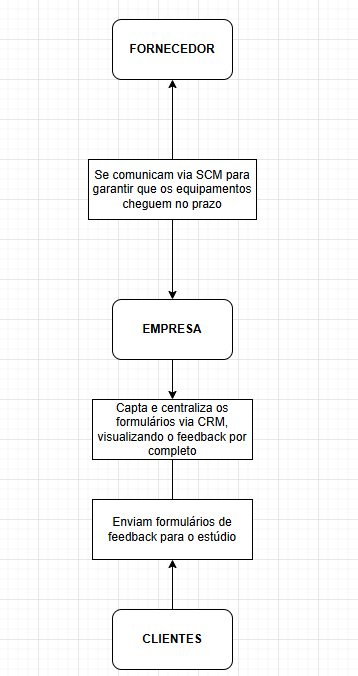 FORNECEDOR
Se comunicam via SCM para
garantir que os equipamentos
cheguem no prazo
EMPRESA
Capta e centraliza os
formulários via CRM,
visualizando o feedback por
completo
Enviam formulários de
feedback para o estúdio
CLIENTES